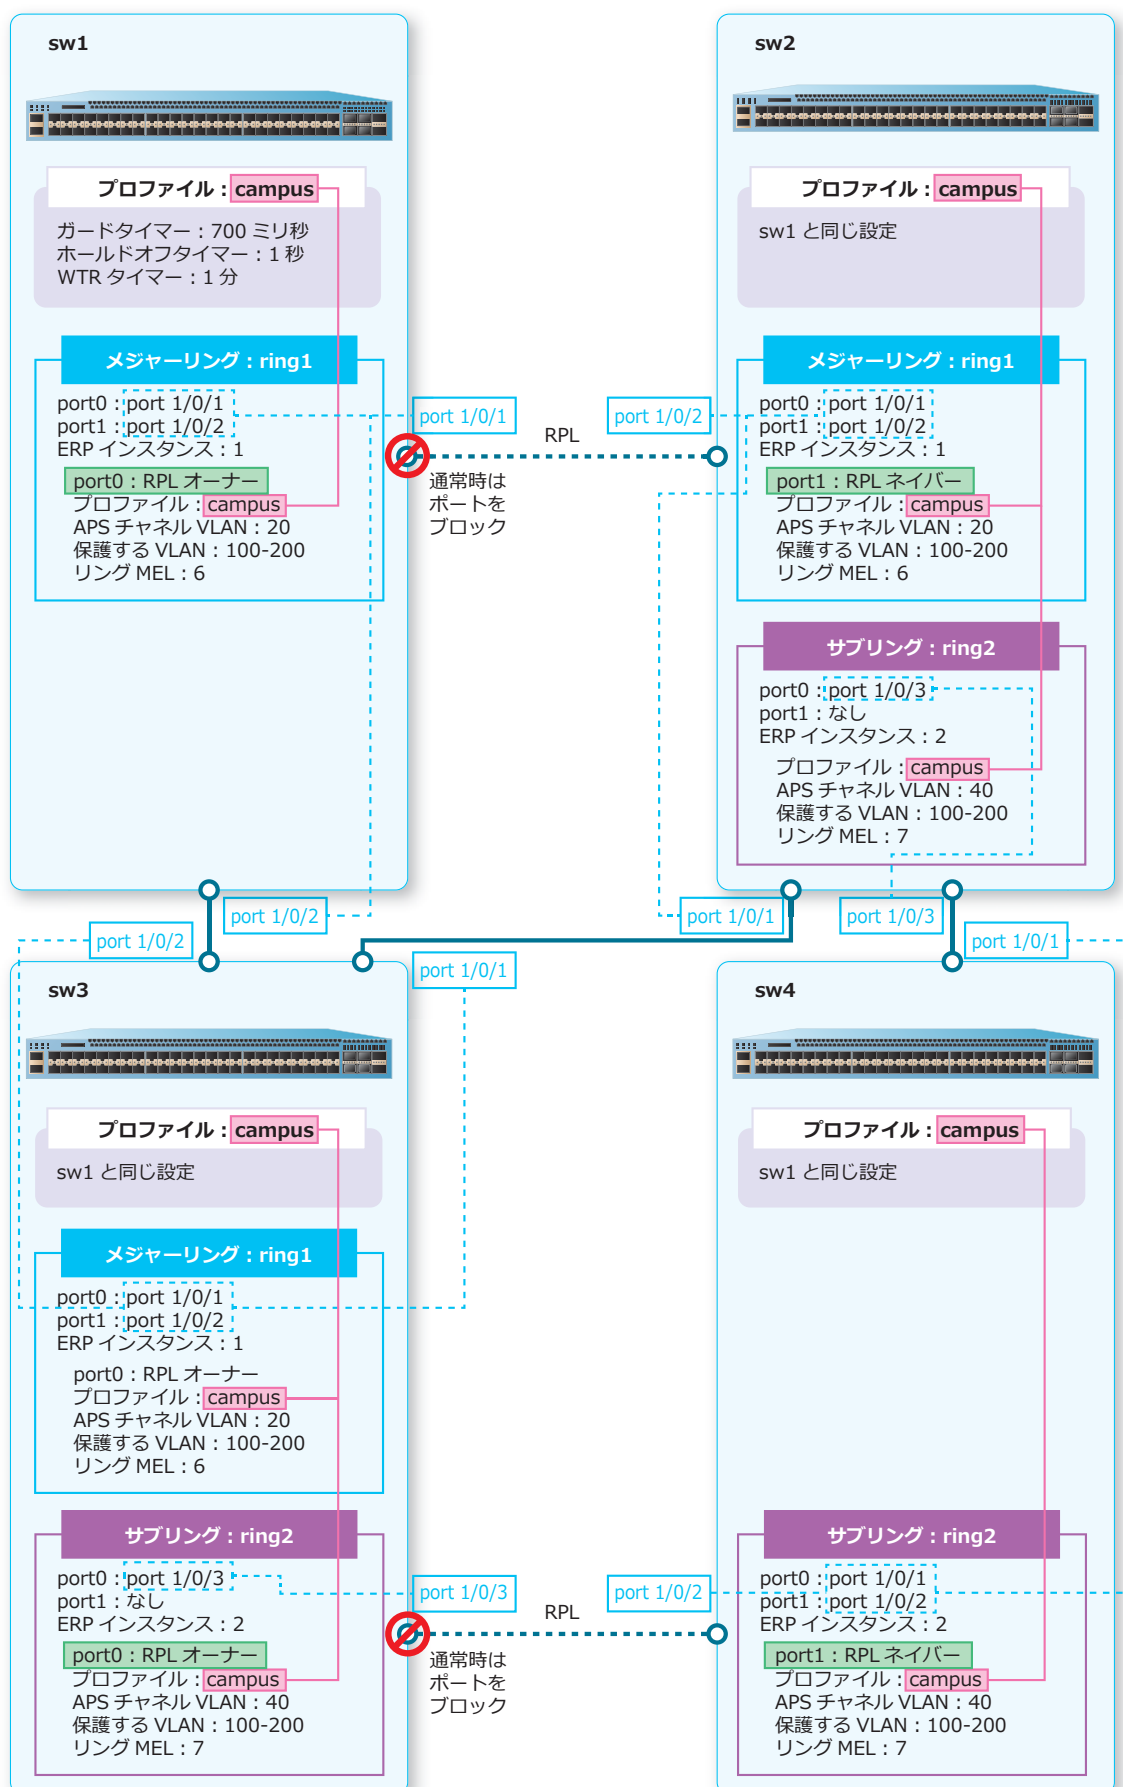 sw1
プロファイル：campus
ガードタイマー：700 ミリ秒
ホールドオフタイマー：1 秒
WTR タイマー：1 分
メジャーリング：ring1
port0：port 1/0/1
port1：port 1/0/2
ERP インスタンス：1
port0：RPL オーナー
プロファイル：campus
APS チャネル VLAN：20
保護する VLAN：100-200
リング MEL：6
port 1/0/1
RPL
port 1/0/2
通常時は
ポートを
ブロック
sw2
プロファイル：campus
sw1 と同じ設定
メジャーリング：ring1
port0：port 1/0/1
port1：port 1/0/2
ERP インスタンス：1
port1：RPL ネイバー
プロファイル：campus
APS チャネル VLAN：20
保護する VLAN：100-200
リング MEL：6
サブリング：ring2
port0：port 1/0/3
port1：なし
ERP インスタンス：2
プロファイル：campus
APS チャネル VLAN：40
保護する VLAN：100-200
リング MEL：7
port 1/0/2
port 1/0/2
port 1/0/1
port 1/0/1
port 1/0/3
port 1/0/1
sw3
プロファイル：campus
sw1 と同じ設定
メジャーリング：ring1
port0：port 1/0/1
port1：port 1/0/2
ERP インスタンス：1
port0：RPL オーナー
プロファイル：campus
APS チャネル VLAN：20
保護する VLAN：100-200
リング MEL：6
サブリング：ring2
port0：port 1/0/3
port1：なし
ERP インスタンス：2
port0：RPL オーナー
プロファイル：campus
APS チャネル VLAN：40
保護する VLAN：100-200
リング MEL：7
port 1/0/3
RPL
port 1/0/2
通常時は
ポートを
ブロック
sw4
プロファイル：campus
sw1 と同じ設定
サブリング：ring2
port0：port 1/0/1
port1：port 1/0/2
ERP インスタンス：2
port1：RPL ネイバー
プロファイル：campus
APS チャネル VLAN：40
保護する VLAN：100-200
リング MEL：7